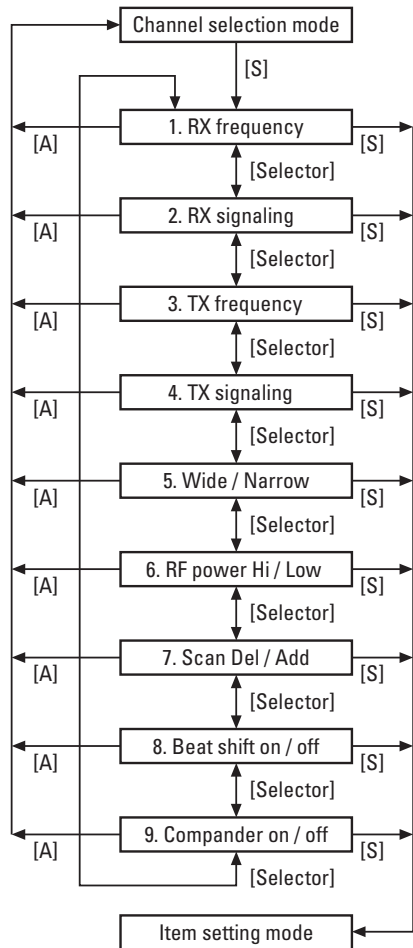 Channel selection mode
[S]
1. RX frequency
[A]
[S]
[Selector]
2. RX signaling
[A]
[S]
[Selector]
3. TX frequency
[A]
[S]
[Selector]
4. TX signaling
[A]
[S]
[Selector]
5. Wide / Narrow
[A]
[S]
[Selector]
6. RF power Hi / Low
[A]
[S]
[Selector]
7. Scan Del / Add
[A]
[S]
[Selector]
8. Beat shift on / off
[A]
[S]
[Selector]
9. Compander on / off
[A]
[S]
[Selector]
Item setting mode